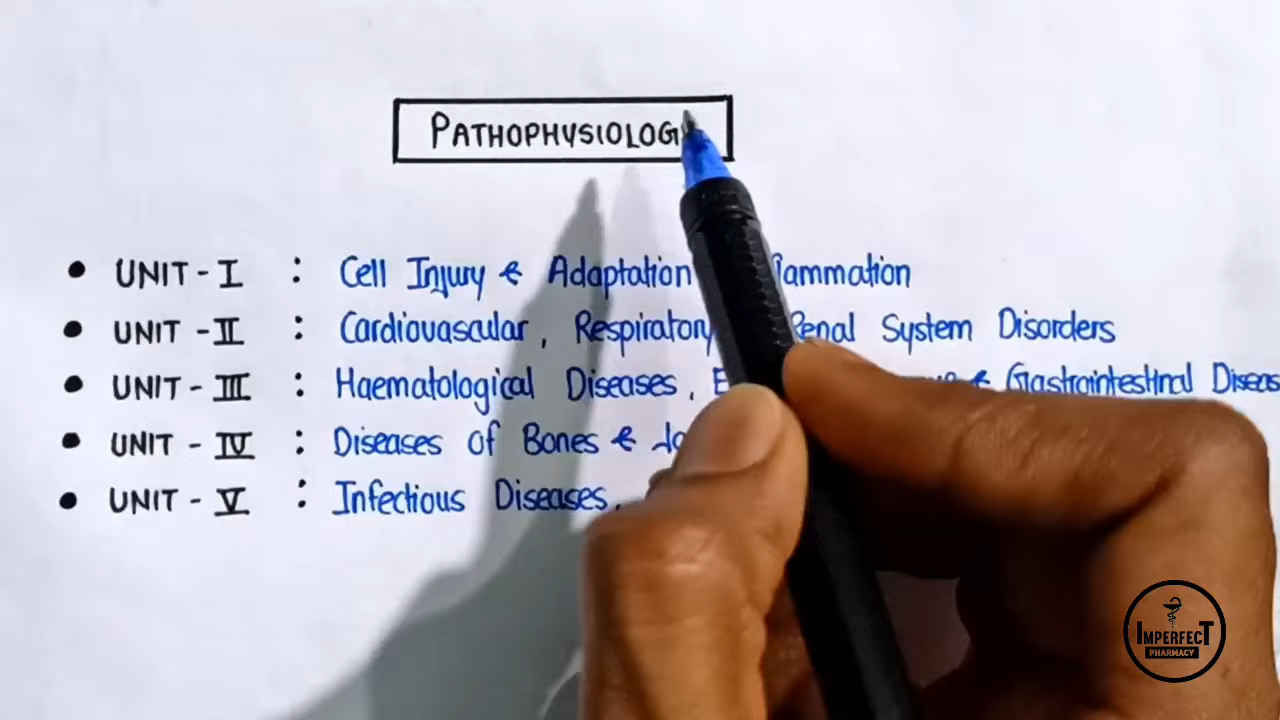 PATHOPHYSIOLOG
• UNIT - I : Cell Injury & Adaptation
• UNIT - II : Cardiovascular, Respiratory Renal System Disorders
• UNIT - III : Haematological Diseases, & Gastrointestinal Diseas
• UNIT - IV : Diseases of Bones &
• UNIT - V : Infectious Diseases,
IMPERFECT
PHARMACY